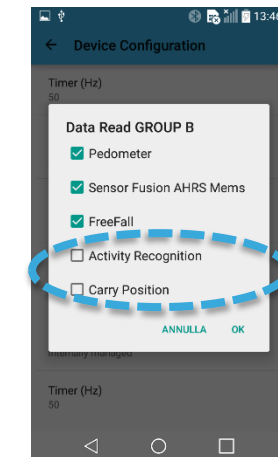 13:46
Device Configuration
Timer (Hz)
50
Data Read GROUP B
Pedometer
Sensor Fusion AHRS Mems
FreeFall
Activity Recognition
Carry Position
ANNULLA OK
Internally managed
Timer (Hz)
50